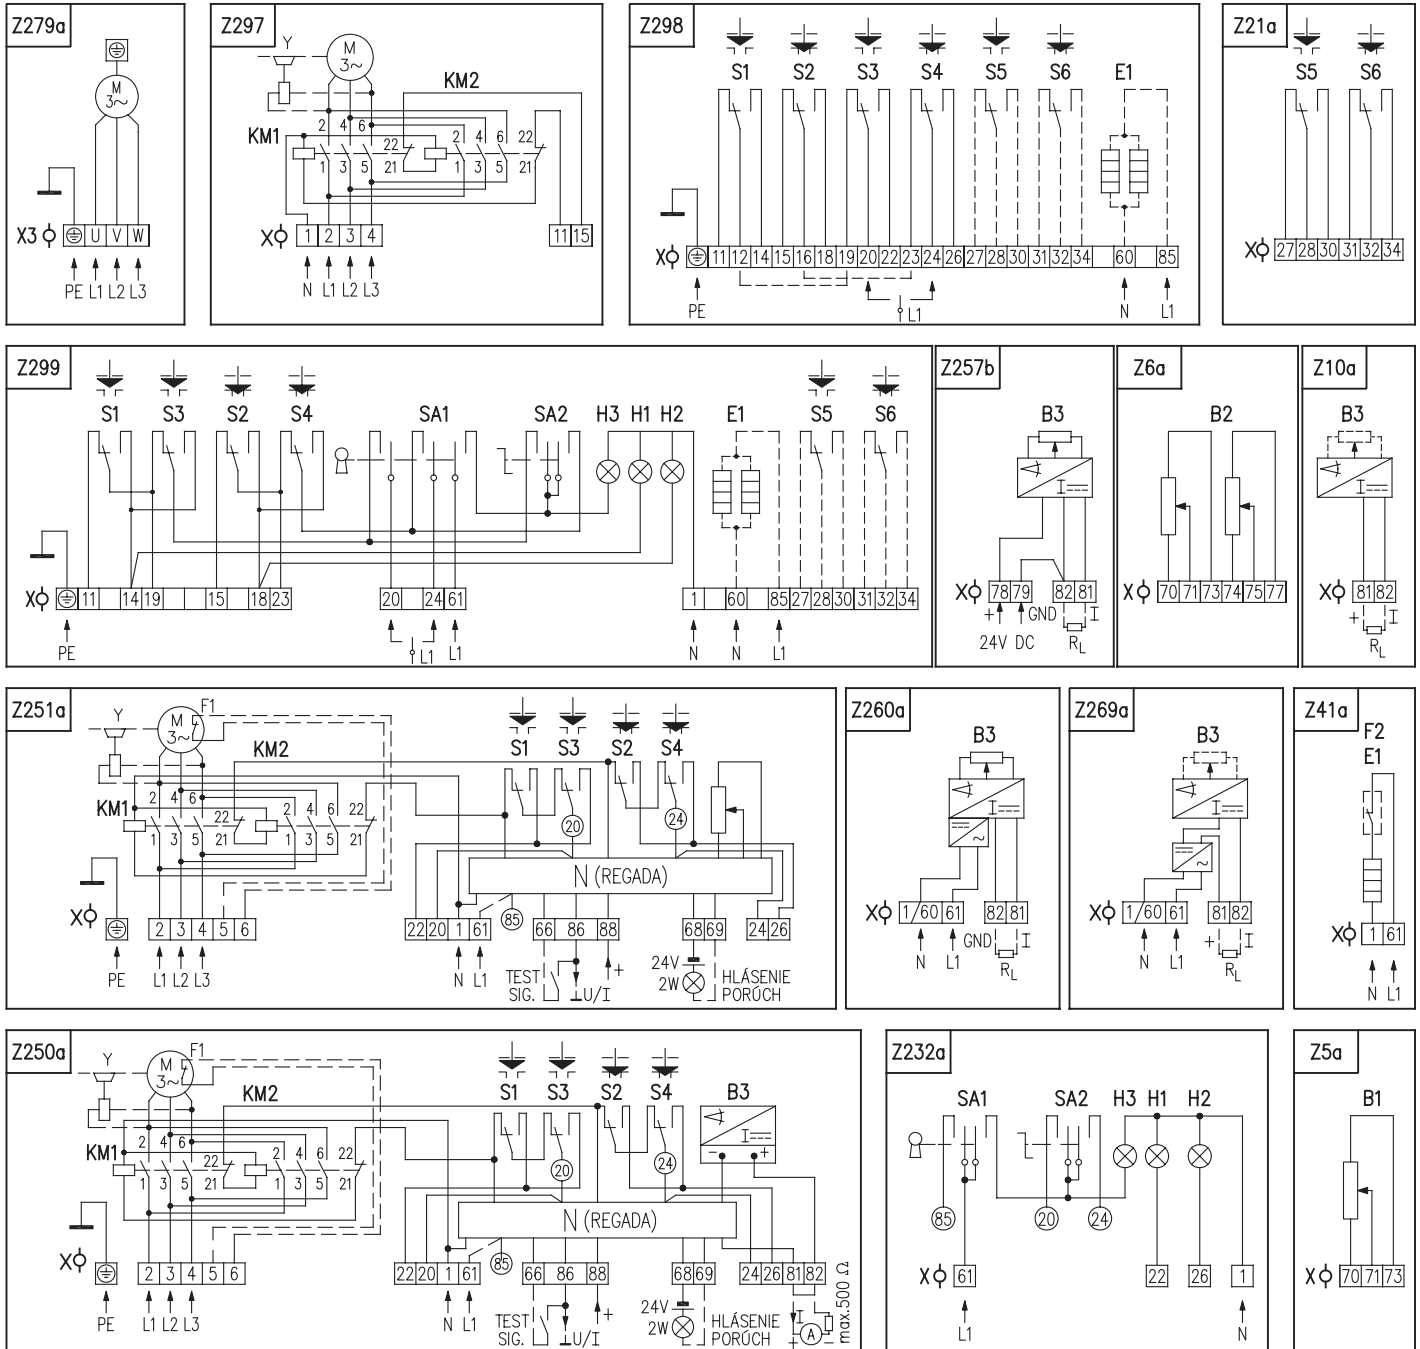 Z279a
M
3~
X3
U V W
PE L1 L2 L3
Z297
Y M
3~
KM2
2 4 6 2 4 6 22
KM1 22
1 3 5 21 1 3 5 21
X 1 2 3 4 11 15
N L1 L2 L3
Z298
S1 S2 S3 S4 S5 S6 E1
X 11 12 14 15 16 18 19 20 22 23 24 26 27 28 30 31 32 34 60 85
PE L1 N L1
Z21a
S5 S6
X 27 28 30 31 32 34
Z299
S1 S3 S2 S4 SA1 SA2 H3 H1 H2 E1 S5 S6
X 11 14 19 15 18 23 20 24 61 1 60 85 27 28 30 31 32 34
PE L1 L1 N N L1
Z257b
B3
I
X 78 79 82 81
+ GND I
24V DC RL
Z6a
B2
X 70 71 73 74 75 77
Z10a
B3
I
X 81 82
+ I
RL
Z251a
Y M F1
3~
KM2
S1 S3 S2 S4
2 4 6 2 4 6 22
KM1 22
1 3 5 21 1 3 5 21
20 24
N (REGADA)
85
X 2 3 4 5 6 22 20 1 61 66 86 88 68 69 24 26
PE L1 L2 L3 N L1
TEST
SIG. U/I +
24V
2W
HLÁSENIE
PORÚCH
Z260a
B3
I
~
X 1/60 61 82 81
GND I
N L1 RL
Z269a
B3
I
~
X 1/60 61 81 82
+ I
N L1 RL
Z41a
F2
E1
X 1 61
N L1
Z250a
Y M F1
3~
KM2
S1 S3 S2 S4 B3
I
- +
2 4 6 2 4 6 22
KM1 22
1 3 5 21 1 3 5 21
20 24
N (REGADA)
85
X 2 3 4 5 6 22 20 1 61 66 86 88 68 69 24 26 81 82
PE L1 L2 L3 N L1
TEST
SIG. U/I +
24V
2W
HLÁSENIE
PORÚCH
I
+ A -
max.500 Ω
Z232a
SA1 SA2 H3 H1 H2
85 20 24
X 61 22 26 1
L1 N
Z5a
B1
X 70 71 73